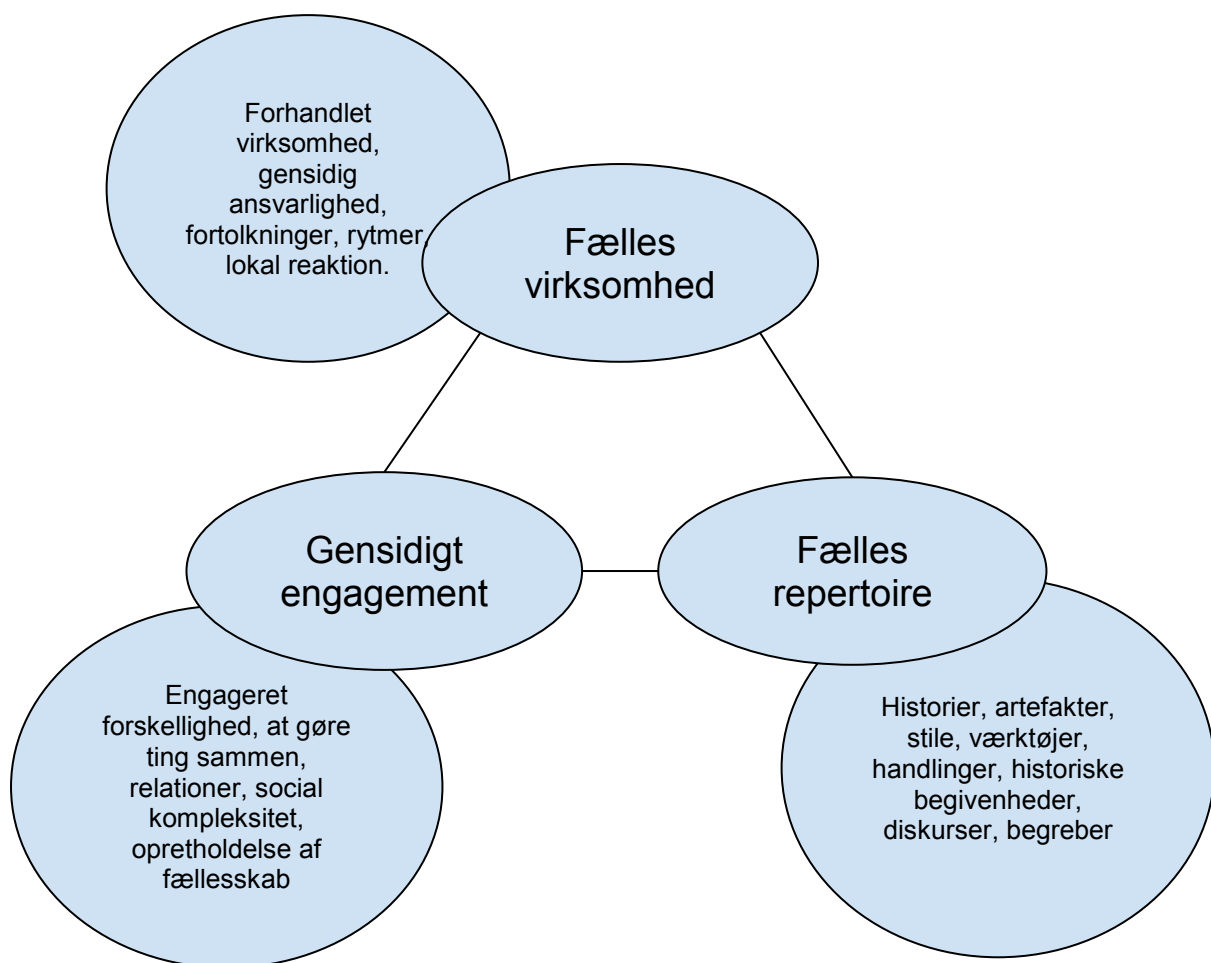 Forhandlet
virksomhed,
gensidig
ansvarlighed,
fortolkninger, rytmer,
lokal reaktion.
Fælles
virksomhed
Gensidigt
engagement
Fælles
repertoire
Engageret
forskellighed, at gøre
ting sammen,
relationer, social
kompleksitet,
opretholdelse af
fællesskab
Historier, artefakter,
stile, værktøjer,
handlinger, historiske
begivenheder,
diskurser, begreber